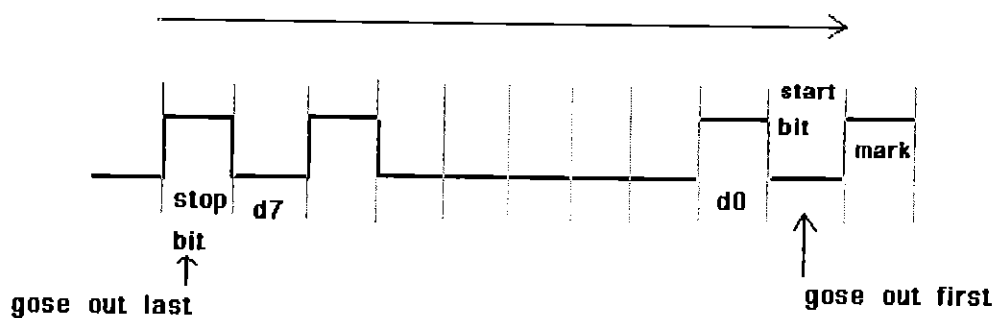 start
bit
mark
stop
d7
d0
bit
gose out last
gose out first